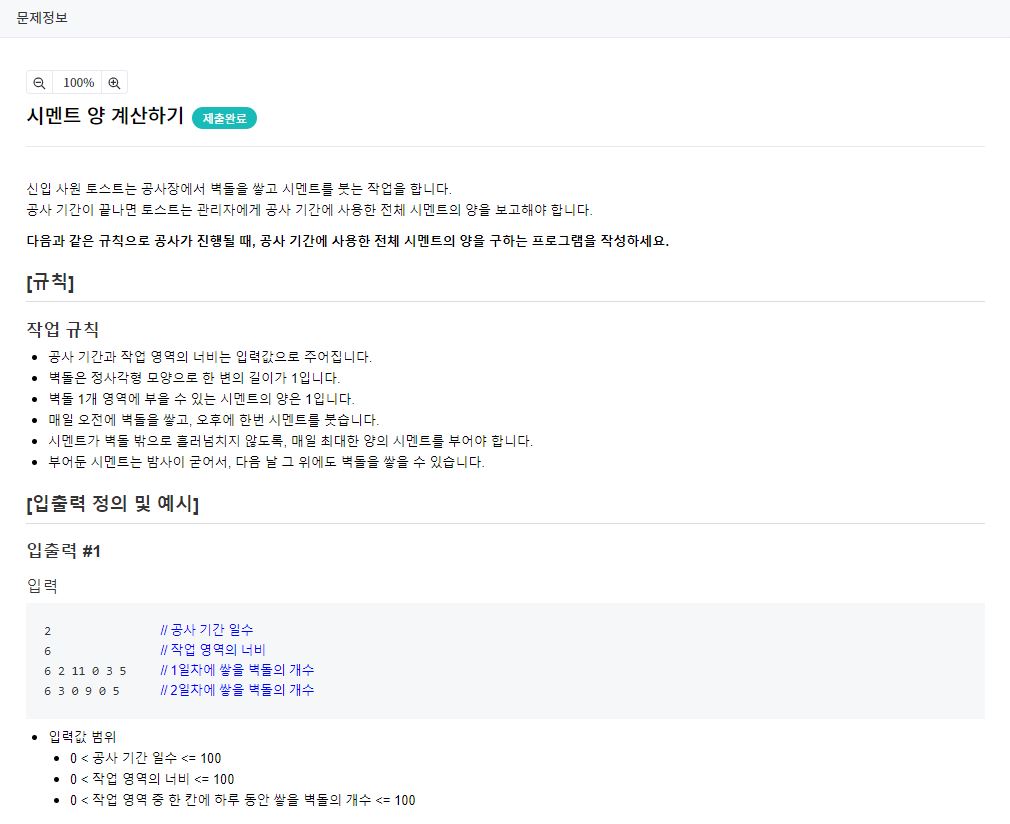 문제정보
100%
시멘트 양 계산하기 제출완료
신입 사원 토스트는 공사장에서 벽돌을 쌓고 시멘트를 붓는 작업을 합니다.
공사 기간이 끝나면 토스트는 관리자에게 공사 기간에 사용한 전체 시멘트의 양을 보고해야 합니다.
다음과 같은 규칙으로 공사가 진행될 때, 공사 기간에 사용한 전체 시멘트의 양을 구하는 프로그램을 작성하세요.
[규칙]
작업 규칙
• 공사 기간과 작업 영역의 너비는 입력값으로 주어집니다.
• 벽돌은 정사각형 모양으로 한 변의 길이가 1입니다.
• 벽돌 1개 영역에 부을 수 있는 시멘트의 양은 1입니다.
• 매일 오전에 벽돌을 쌓고, 오후에 한번 시멘트를 붓습니다.
• 시멘트가 벽돌 밖으로 흘러넘치지 않도록, 매일 최대한 양의 시멘트를 부어야 합니다.
• 부어둔 시멘트는 밤사이 굳어서, 다음 날 그 위에도 벽돌을 쌓을 수 있습니다.
[입출력 정의 및 예시]
입출력 #1
입력
2 // 공사 기간 일수
6 // 작업 영역의 너비
6 2 11 0 3 5 // 1일차에 쌓을 벽돌의 개수
6 3 0 9 0 5 // 2일차에 쌓을 벽돌의 개수
• 입력값 범위
• 0 < 공사 기간 일수 <= 100
• 0 < 작업 영역의 너비 <= 100
• 0 < 작업 영역 중 한 칸에 하루 동안 쌓을 벽돌의 개수 <= 100